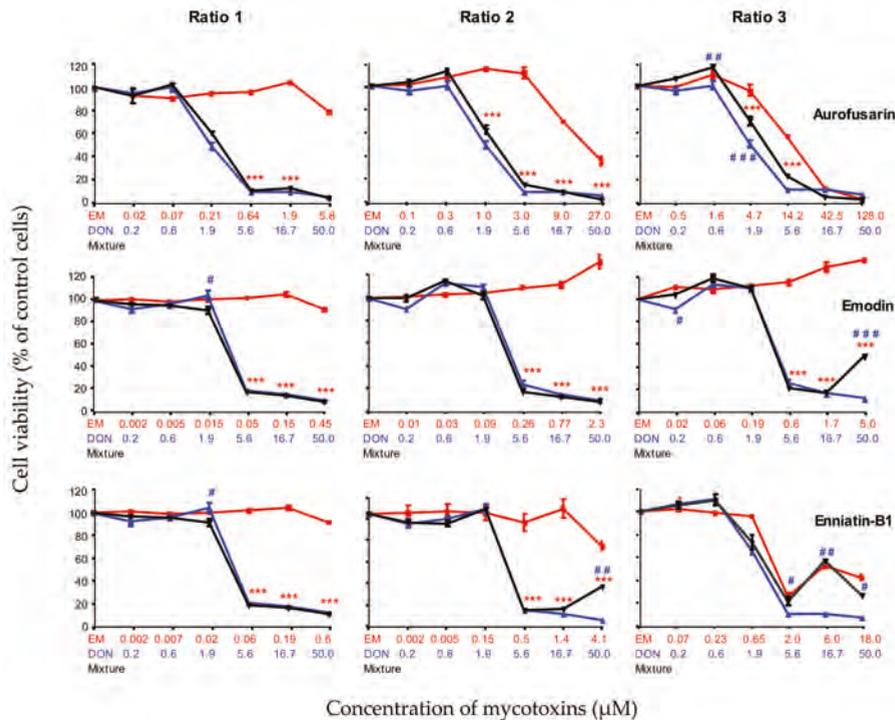 Ratio 1 Ratio 2 Ratio 3
Cell viability (% of control cells)
120
100
80
60
40
20
0
Aurofusarin
## 
***
***
***
***
***
***
***
***
###
***
EM 0.02 0.07 0.21 0.64 1.9 5.8
DON 0.2 0.6 1.9 5.6 16.7 50.0
Mixture
EM 0.1 0.3 1.0 3.0 9.0 27.0
DON 0.2 0.6 1.9 5.6 16.7 50.0
EM 0.5 1.6 4.7 14.2 42.5 128.0
DON 0.2 0.6 1.9 5.6 16.7 50.0
120
100
80
60
40
20
0
Emodin
#
***
***
***
***
***
***
#
***
***
###
***
EM 0.002 0.005 0.015 0.05 0.15 0.45
DON 0.2 0.6 1.9 5.6 16.7 50.0
Mixture
EM 0.01 0.03 0.09 0.26 0.77 2.3
DON 0.2 0.6 1.9 5.6 16.7 50.0
EM 0.02 0.06 0.19 0.6 1.7 5.0
DON 0.2 0.6 1.9 5.6 16.7 50.0
120
100
80
60
40
20
0
Enniatin-B1
#
***
***
***
***
***
##
***
#
##
#
EM 0.002 0.007 0.02 0.06 0.19 0.6
DON 0.2 0.6 1.9 5.6 16.7 50.0
Mixture
EM 0.002 0.005 0.15 0.5 1.4 4.1
DON 0.2 0.6 1.9 5.6 16.7 50.0
EM 0.07 0.23 0.65 2.0 6.0 18.0
DON 0.2 0.6 1.9 5.6 16.7 50.0
Concentration of mycotoxins (µM)